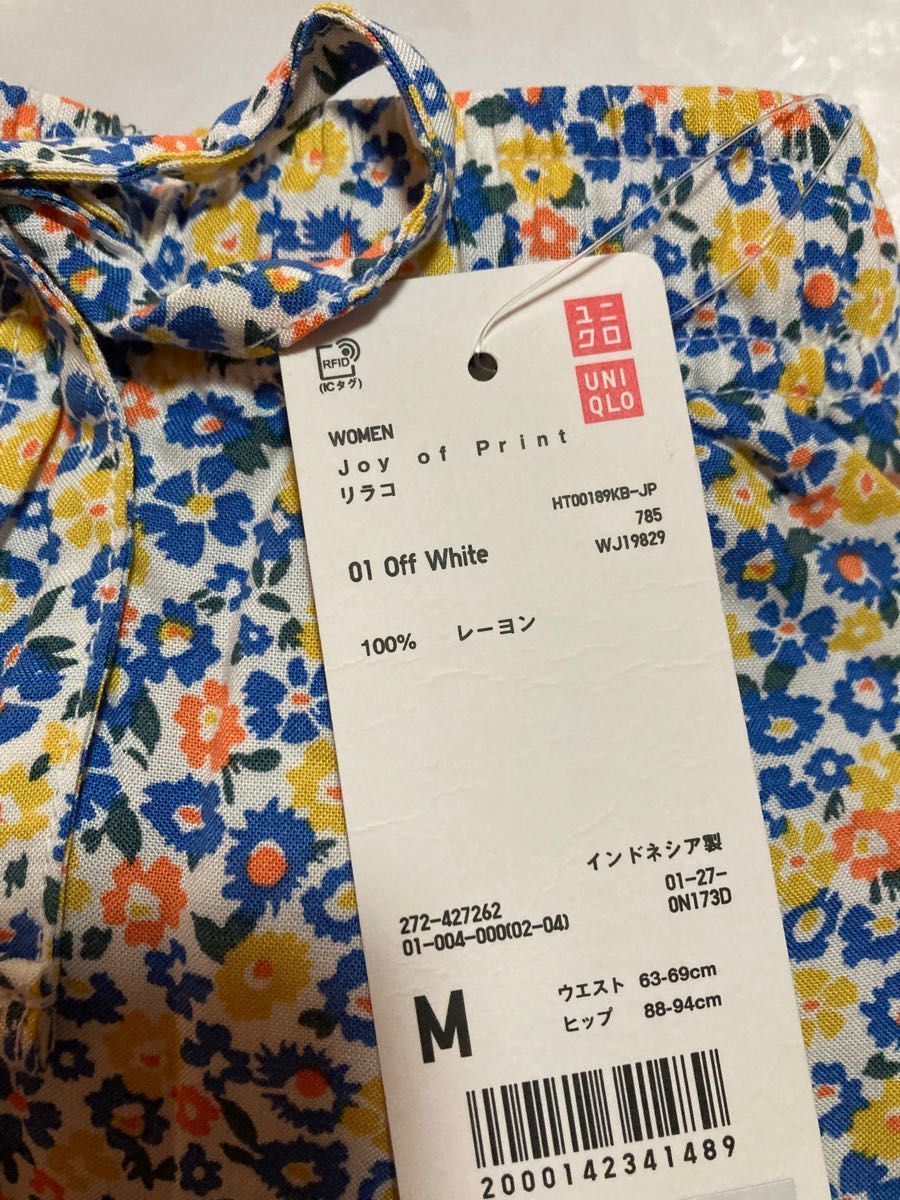 ユニ
クロ
UNI
QLO
RFID
(ICタグ)
WOMEN
Joy of Print
リラコ
HT00189KB-JP
785
WJ19829
01 Off White
100% レーヨン
インドネシア製
01-27-
0N173D
272-427262
01-004-000(02-04)
M
ウエスト 63-69cm
ヒップ 88-94cm
2000142341489